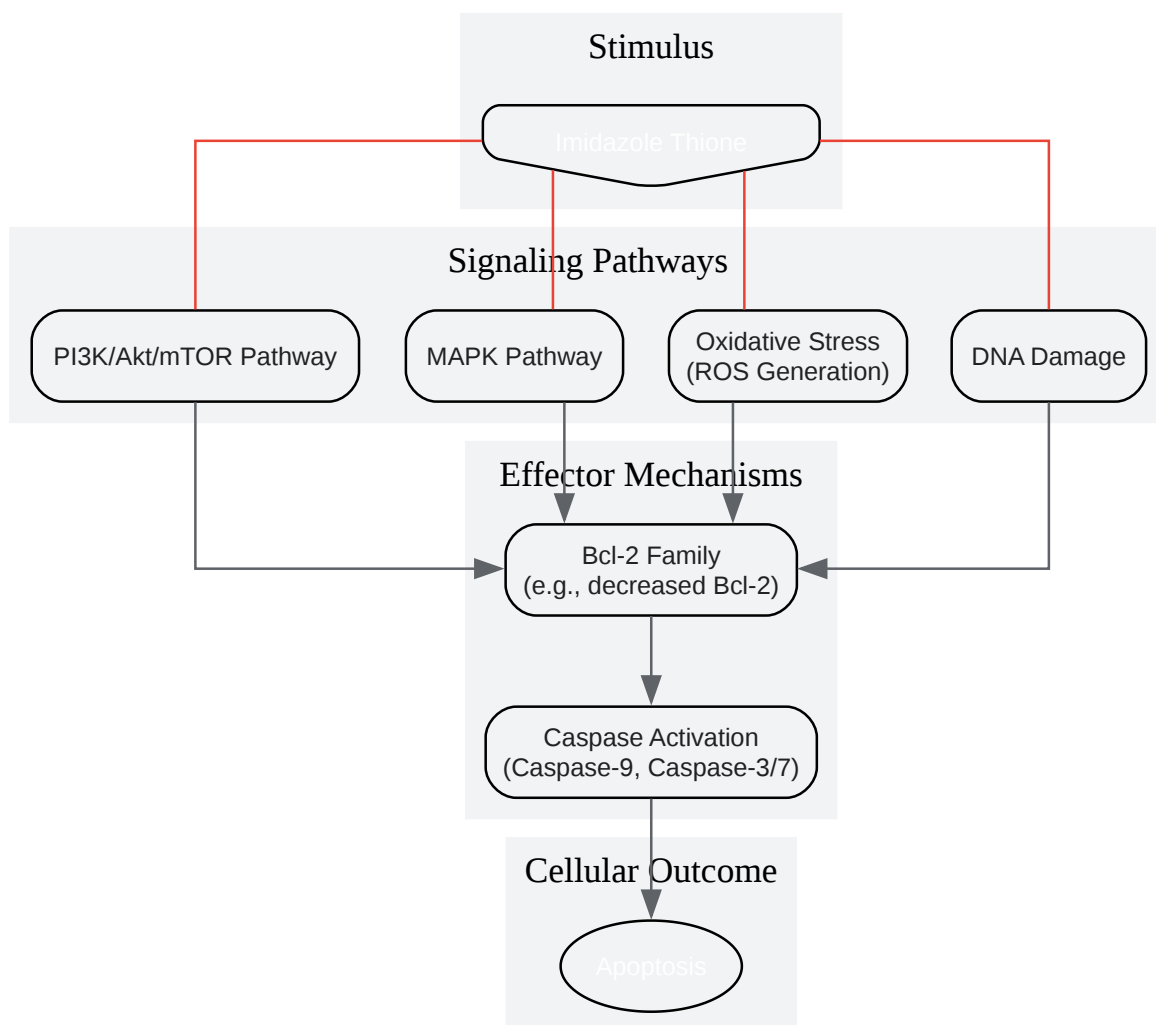 Stimulus
Imidazole Thione
Signaling Pathways
PI3K/Akt/mTOR Pathway
MAPK Pathway
Oxidative Stress
(ROS Generation)
DNA Damage
Effector Mechanisms
Bcl-2 Family
(e.g., decreased Bcl-2)
Caspase Activation
(Caspase-9, Caspase-3/7)
Cellular Outcome
Apoptosis